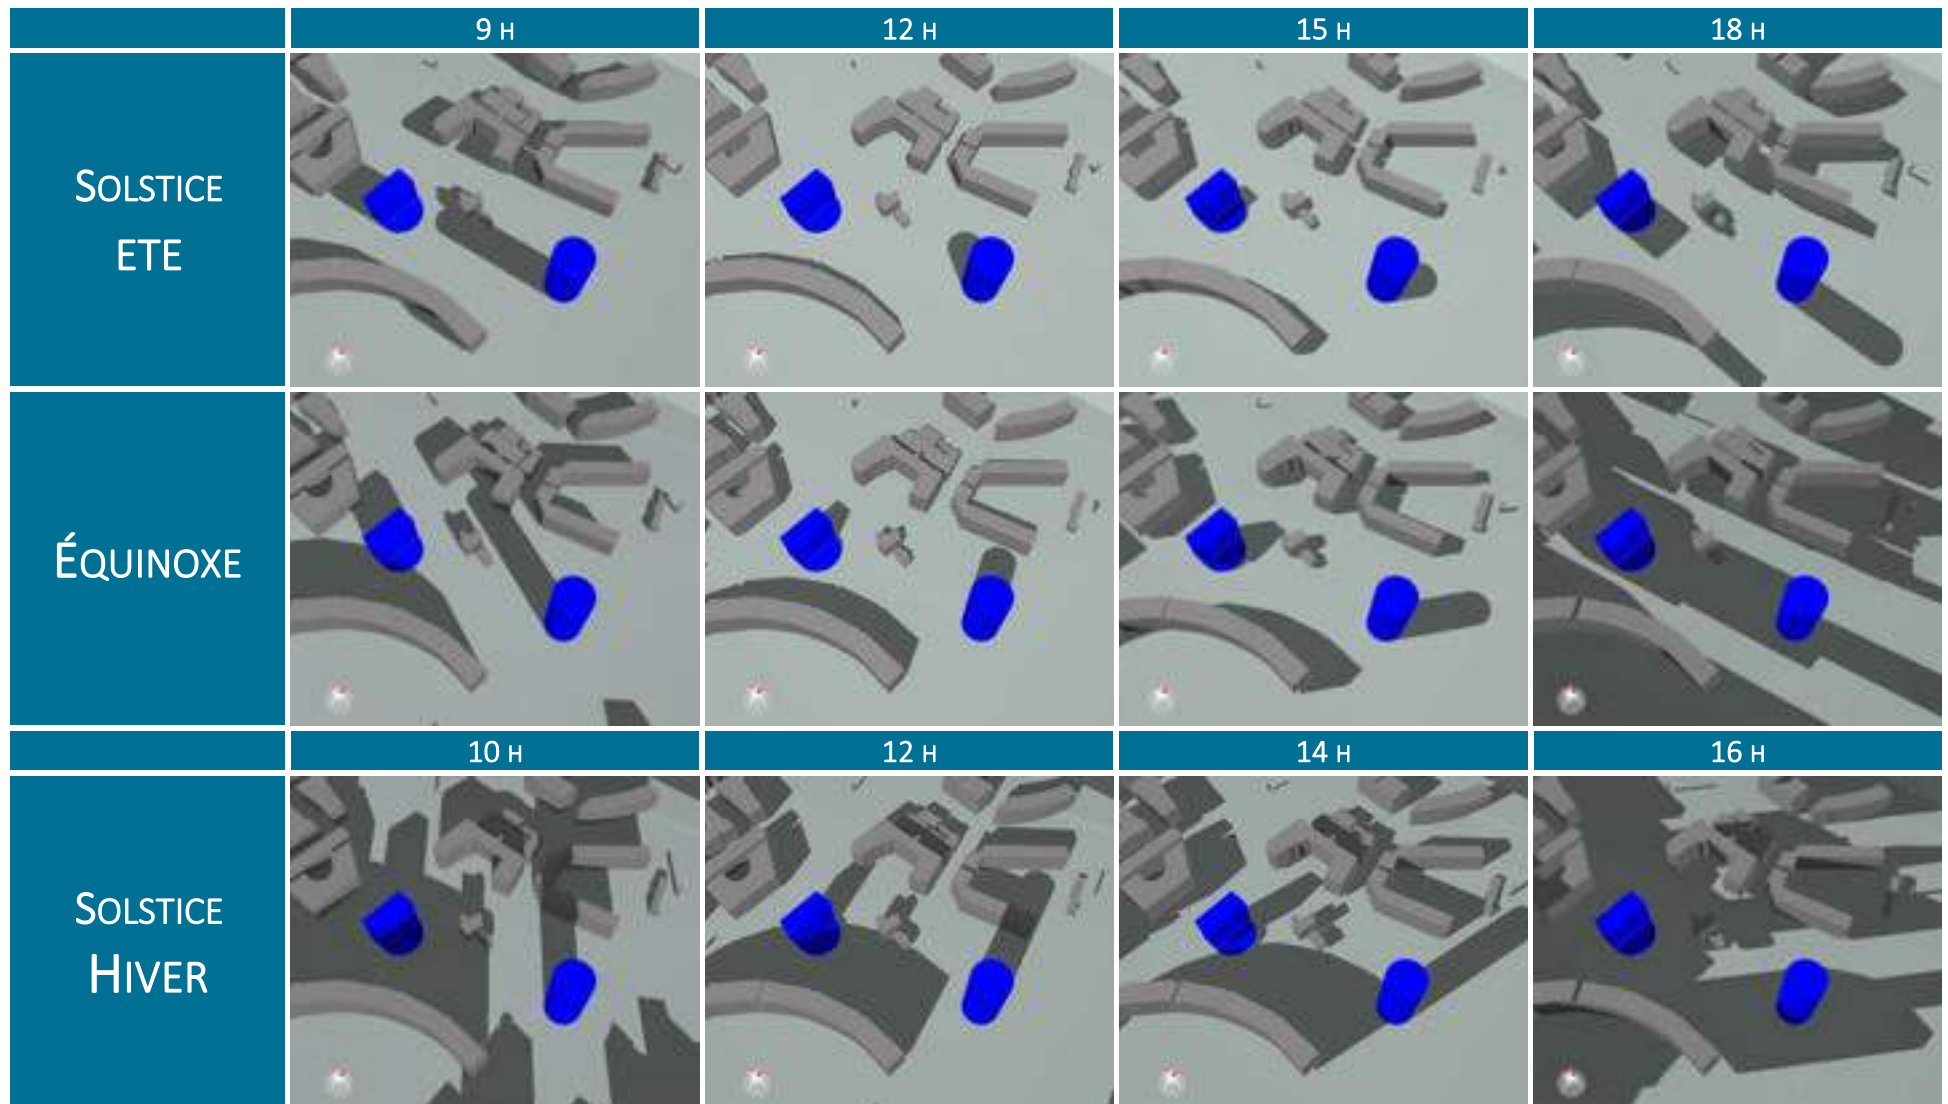 9 H
12 H
15 H
18 H
SOLSTICE
ETE
ÉQUINOXE
10 H
12 H
14 H
16 H
SOLSTICE
HIVER